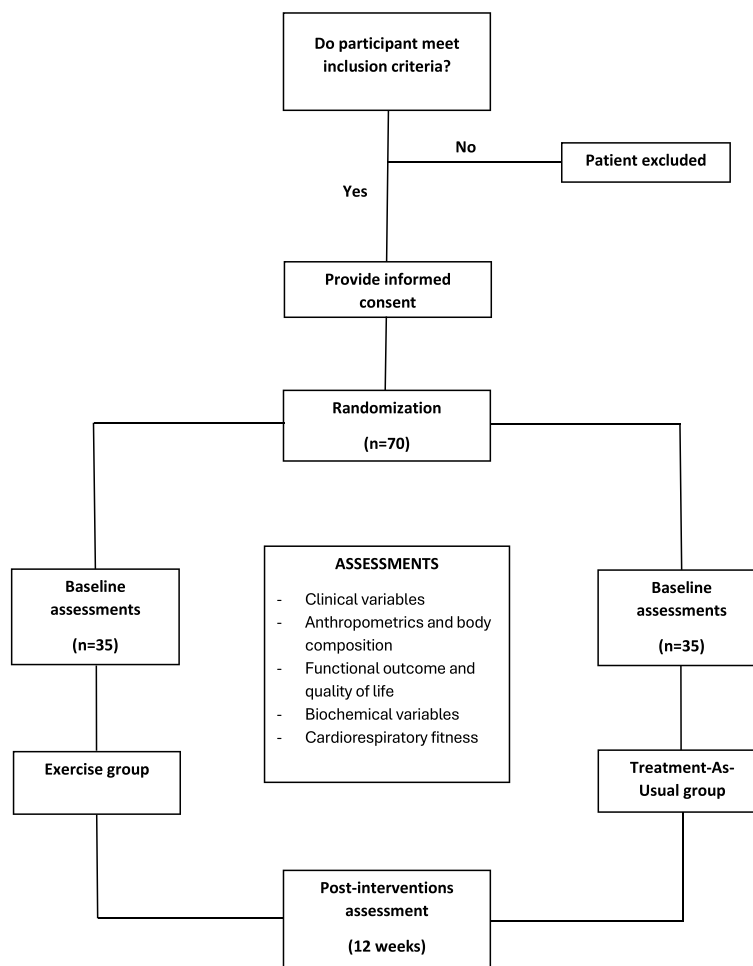 Do participant meet
inclusion criteria?
No
Patient excluded
Yes
Provide informed
consent
Randomization
(n=70)
Baseline
assessments
(n=35)
ASSESSMENTS
- Clinical variables
- Anthropometrics and body
composition
- Functional outcome and
quality of life
- Biochemical variables
- Cardiorespiratory fitness
Baseline
assessments
(n=35)
Exercise group
Treatment-As-
Usual group
Post-interventions
assessment
(12 weeks)